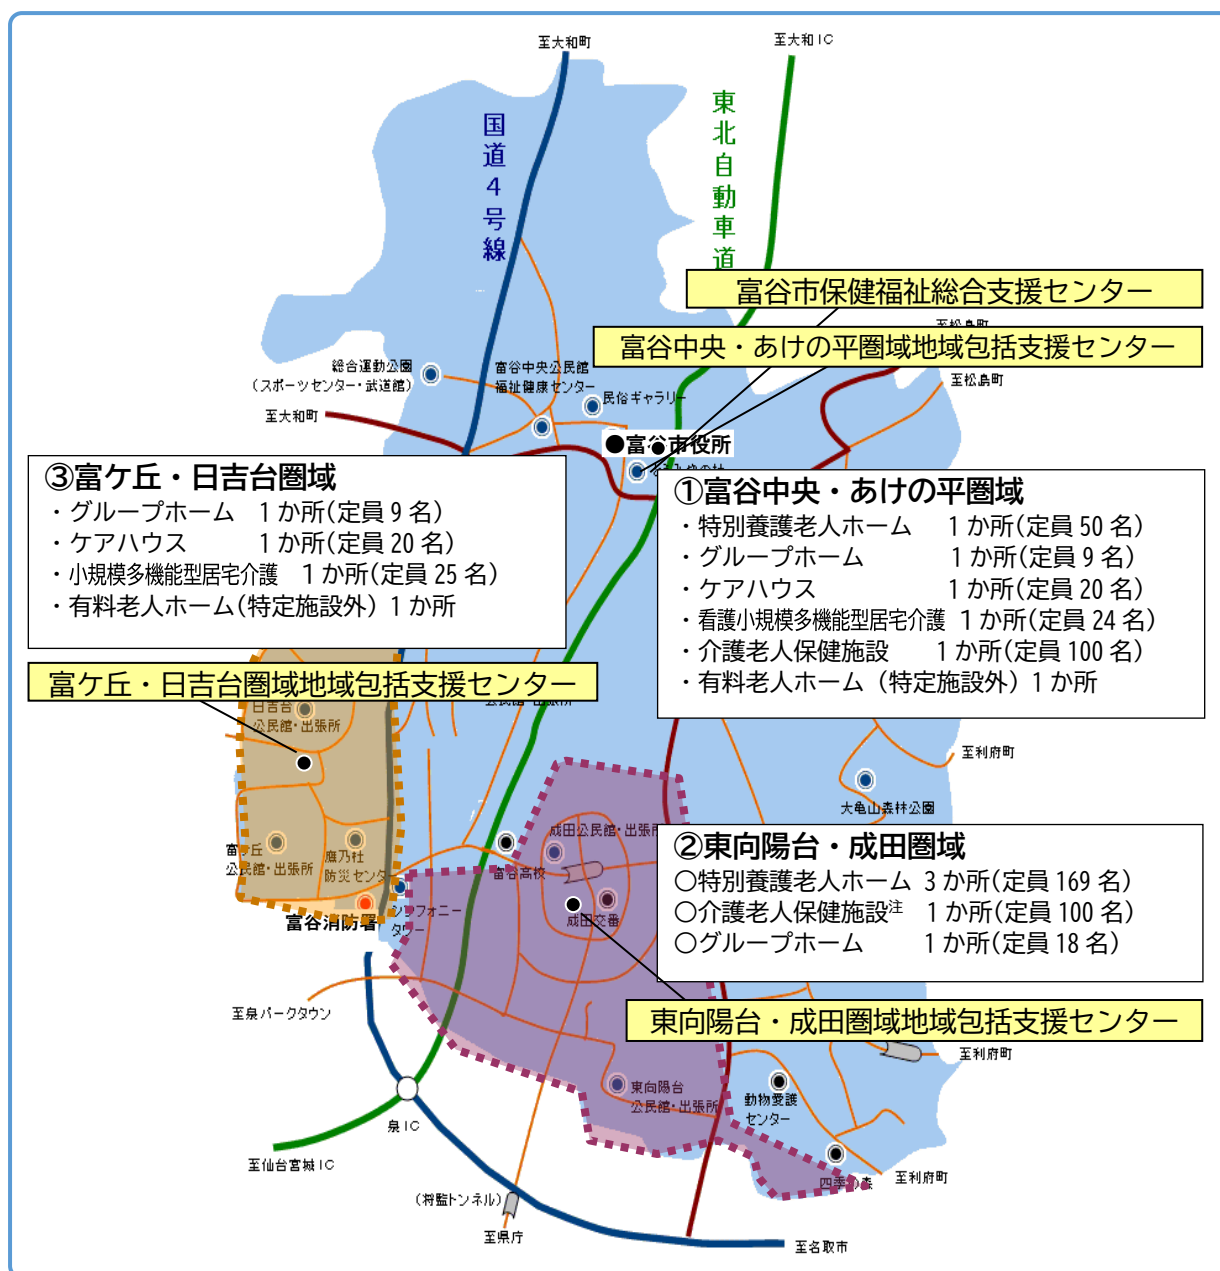 至大和町
至大和IC
国道4号線
東北自動車道
富谷市保健福祉総合支援センター
至松島町
富谷中央・あけの平圏域地域包括支援センター
総合運動公園
(スポーツセンター・武道館)
富谷中央公民館
福祉健康センター
至松島町
民俗ギャラリー
至大和町
●富谷市役所
③富ケ丘・日吉台圏域
・グループホーム 1か所(定員9名)
・ケアハウス 1か所(定員20名)
・小規模多機能型居宅介護 1か所(定員25名)
・有料老人ホーム(特定施設外) 1か所
①富谷中央・あけの平圏域
・特別養護老人ホーム 1か所(定員50名)
・グループホーム 1か所(定員9名)
・ケアハウス 1か所(定員20名)
・看護小規模多機能型居宅介護 1か所(定員24名)
・介護老人保健施設 1か所(定員100名)
・有料老人ホーム(特定施設外) 1か所
富ケ丘・日吉台圏域地域包括支援センター
日吉台
公民館・出張所
公民館・出張所
至利府町
大亀山森林公園
成田公民館・出張所
富ケ丘
公民館・出張所
鷹乃杜
防災センター
富谷高校
②東向陽台・成田圏域
○特別養護老人ホーム 3か所(定員169名)
○介護老人保健施設注 1か所(定員100名)
○グループホーム 1か所(定員18名)
富谷消防署
シンフォニー
タワー
成田交番
至泉パークタウン
東向陽台・成田圏域地域包括支援センター
至利府町
東向陽台
公民館・出張所
動物愛護
センター
泉IC
至仙台宮城IC
四季の森
至利府町
(将監トンネル)
至県庁
至名取市